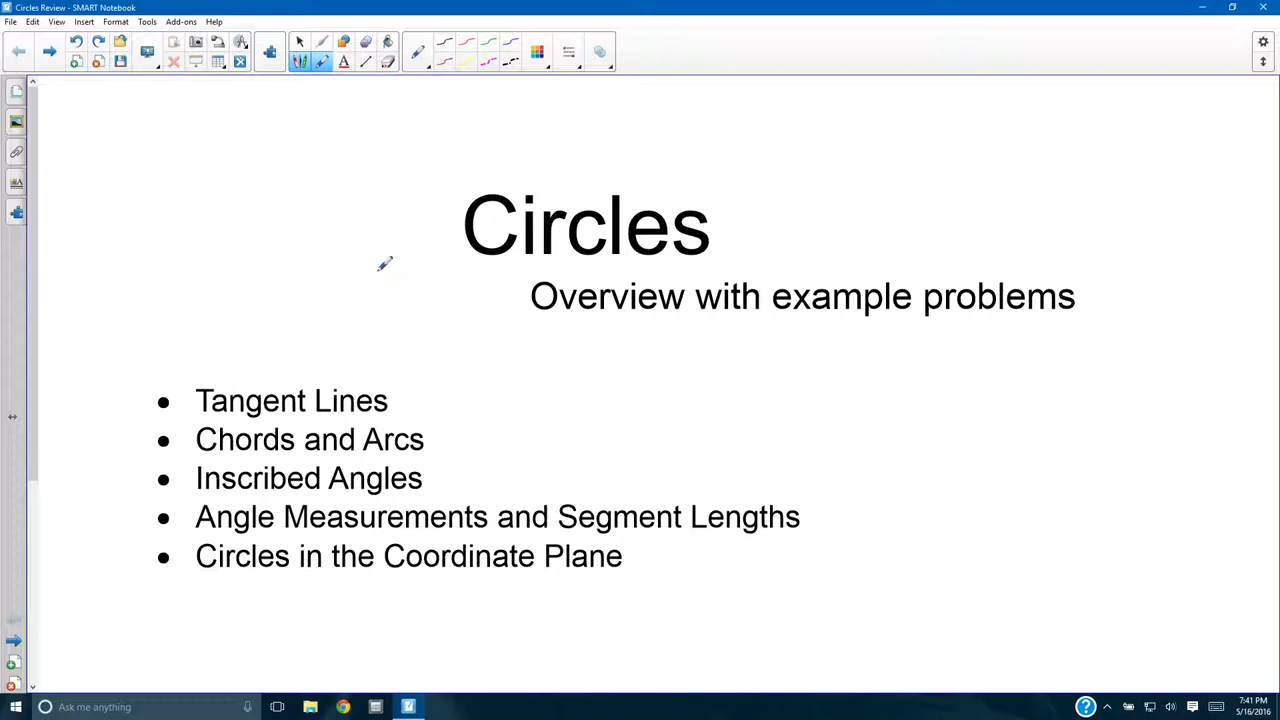 Circles Review - SMART Notebook
File Edit View Insert Format Tools Add-ons Help
Circles
Overview with example problems
• Tangent Lines
• Chords and Arcs
• Inscribed Angles
• Angle Measurements and Segment Lengths
• Circles in the Coordinate Plane
Ask me anything
7:41 PM
5/16/2016